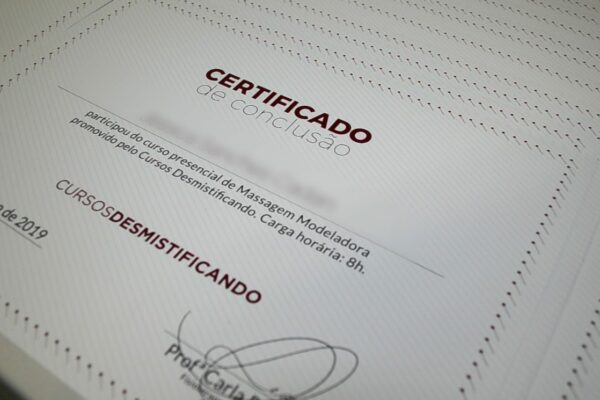 CERTIFICADO
de conclusão
participou do curso presencial de Massagem Modeladora
promovido pelo Cursos Desmistificando. Carga horária: 8h.
de 2019
CURSOSDESMISTIFICANDO
Profª Carla